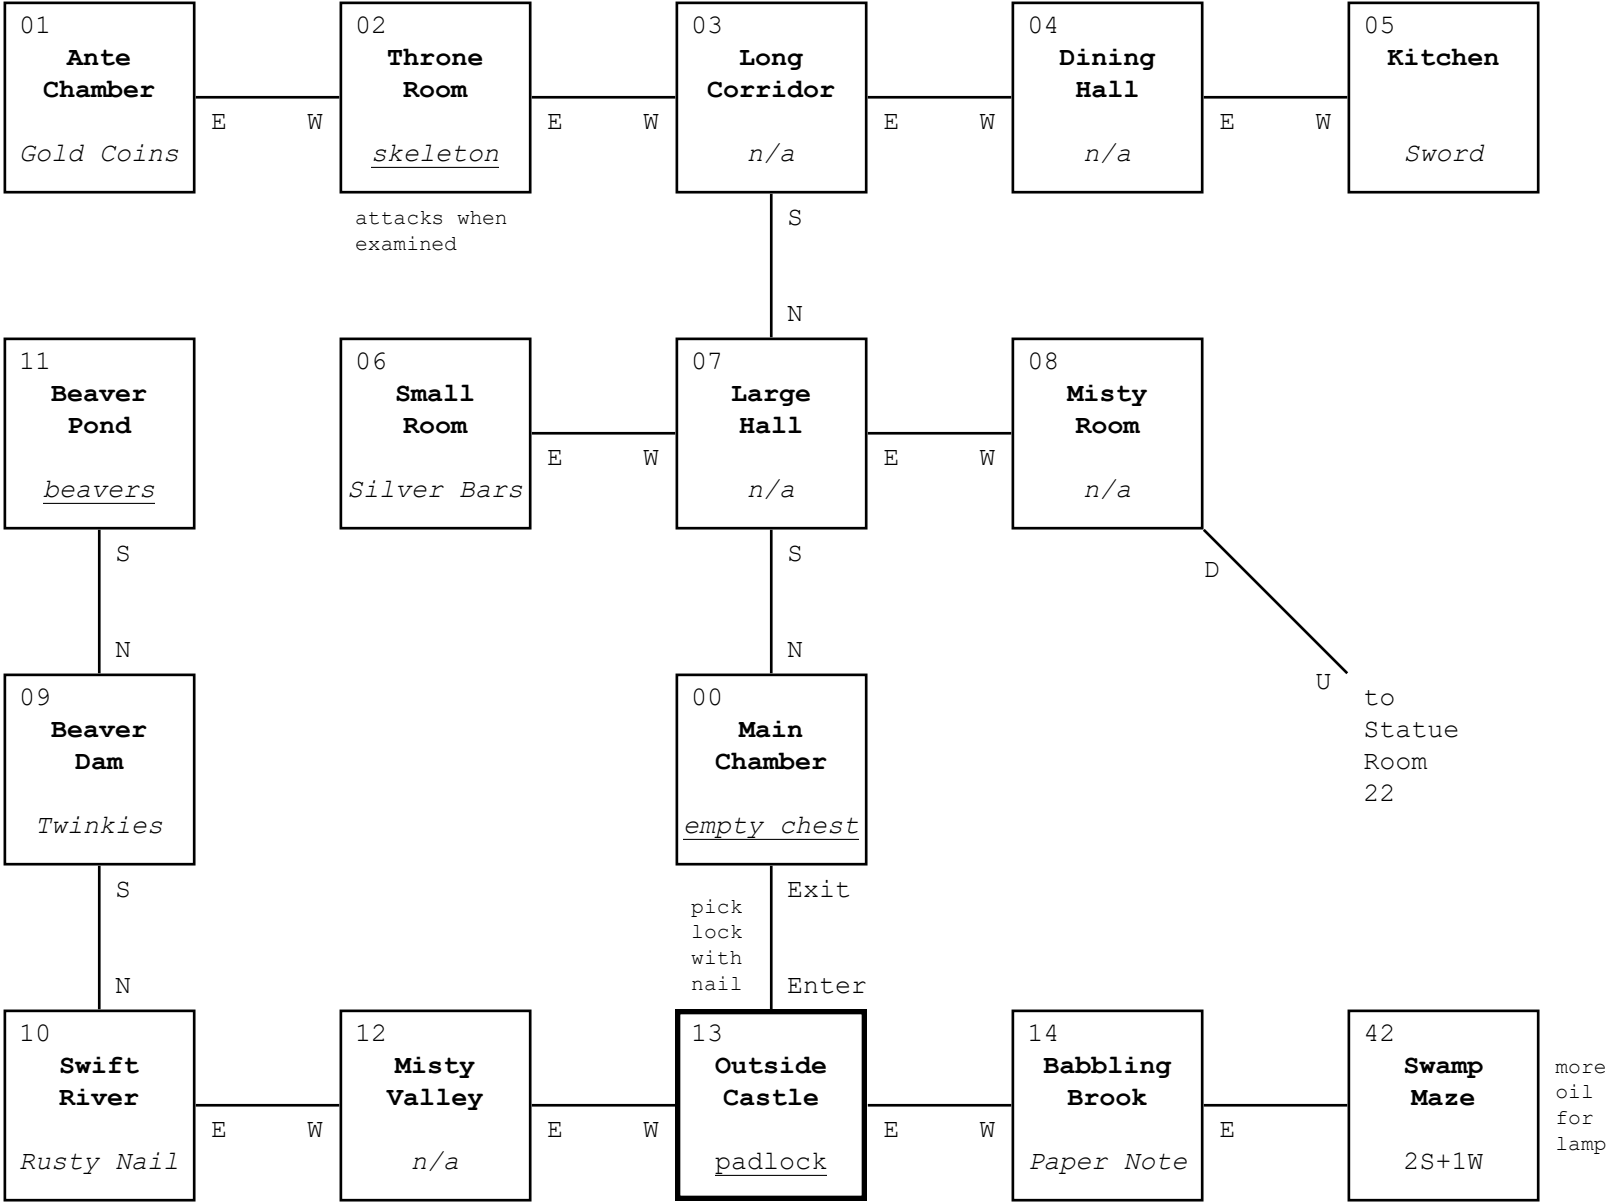 01
Ante
Chamber
Gold Coins
E W
02
Throne
Room
skeleton
attacks when
examined
E W
03
Long
Corridor
n/a
E W
04
Dining
Hall
n/a
E W
05
Kitchen
Sword
S
N
11
Beaver
Pond
beavers
06
Small
Room
Silver Bars
E W
07
Large
Hall
n/a
E W
08
Misty
Room
n/a
S
N
S
N
D
U
to
Statue
Room
22
09
Beaver
Dam
Twinkies
00
Main
Chamber
empty chest
S
N
Exit
pick
lock
with
nail
Enter
10
Swift
River
Rusty Nail
E W
12
Misty
Valley
n/a
E W
13
Outside
Castle
padlock
E W
14
Babbling
Brook
Paper Note
E
42
Swamp
Maze
2S+1W
more
oil
for
lamp